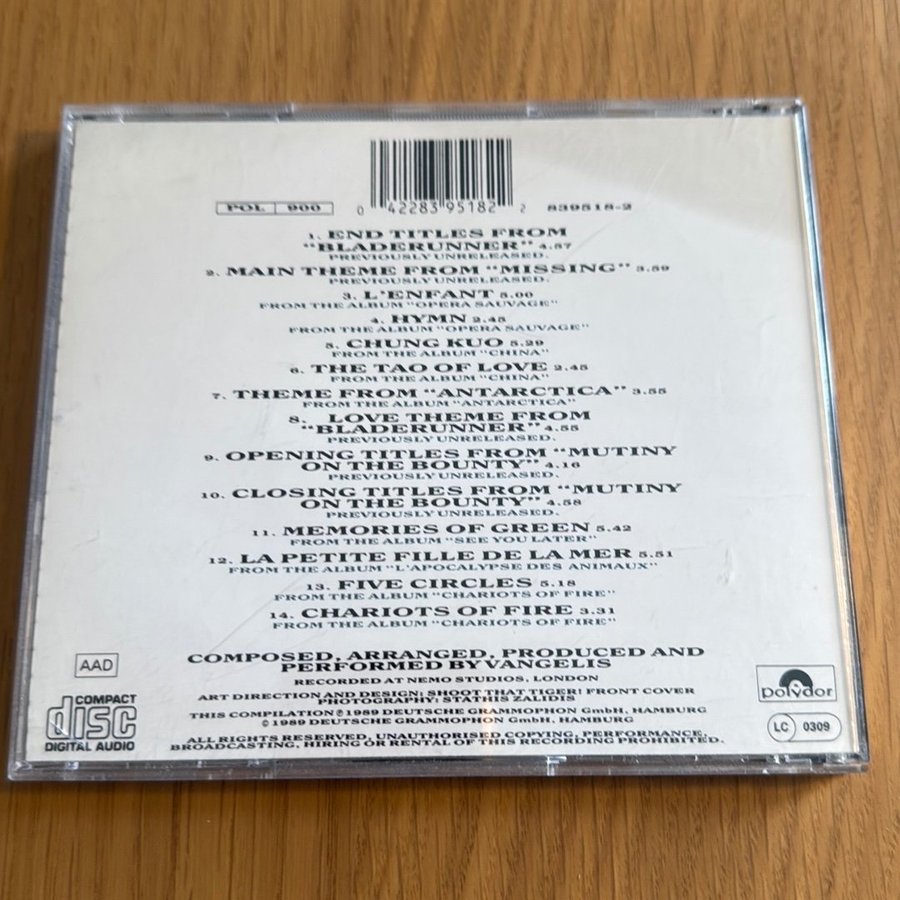 POL 900
0 42283 95182 2
839518-2
1. END TITLES FROM
"BLADERUNNER" 4.57
PREVIOUSLY UNRELEASED.
2. MAIN THEME FROM "MISSING" 3.59
PREVIOUSLY UNRELEASED.
3. L'ENFANT 5.00
FROM THE ALBUM "OPERA SAUVAGE"
4. HYMN 2.45
FROM THE ALBUM "OPERA SAUVAGE"
5. CHUNG KUO 5.29
FROM THE ALBUM "CHINA"
6. THE TAO OF LOVE 2.45
FROM THE ALBUM "CHINA"
7. THEME FROM "ANTARCTICA" 3.55
FROM THE ALBUM "ANTARCTICA"
8. LOVE THEME FROM
"BLADERUNNER" 4.55
PREVIOUSLY UNRELEASED.
9. OPENING TITLES FROM "MUTINY
ON THE BOUNTY" 4.16
PREVIOUSLY UNRELEASED.
10. CLOSING TITLES FROM "MUTINY
ON THE BOUNTY" 4.58
PREVIOUSLY UNRELEASED.
11. MEMORIES OF GREEN 5.42
FROM THE ALBUM "SEE YOU LATER"
12. LA PETITE FILLE DE LA MER 5.51
FROM THE ALBUM "L'APOCALYPSE DES ANIMAUX"
13. FIVE CIRCLES 5.18
FROM THE ALBUM "CHARIOTS OF FIRE"
14. CHARIOTS OF FIRE 3.31
FROM THE ALBUM "CHARIOTS OF FIRE"
COMPOSED, ARRANGED, PRODUCED AND
PERFORMED BY VANGELIS
RECORDED AT NEMO STUDIOS, LONDON
ART DIRECTION AND DESIGN: SHOOT THAT TIGER! FRONT COVER
PHOTOGRAPHY: STATHIS ZALIDIS
THIS COMPILATION ℗ 1989 DEUTSCHE GRAMMOPHON GmbH, HAMBURG
© 1989 DEUTSCHE GRAMMOPHON GmbH, HAMBURG
ALL RIGHTS RESERVED, UNAUTHORISED COPYING, PERFORMANCE,
BROADCASTING, HIRING OR RENTAL OF THIS RECORDING PROHIBITED.
AAD
COMPACT
disc
DIGITAL AUDIO
polydor
LC 0309